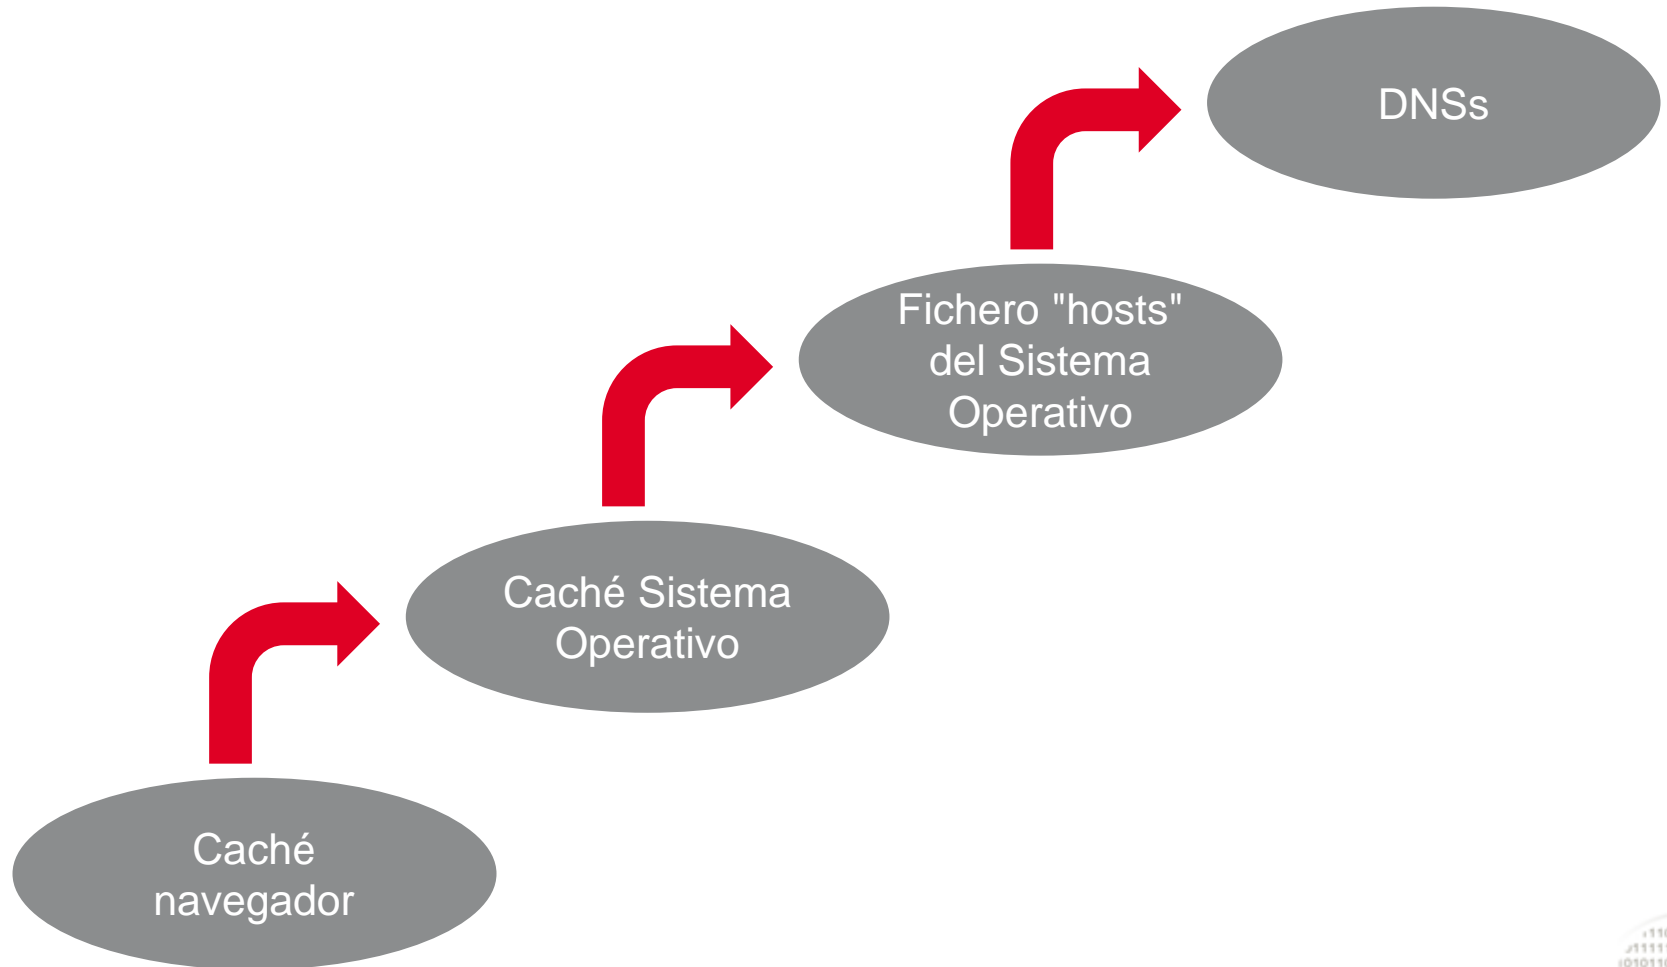 DNSs
Fichero "hosts"
del Sistema
Operativo
Caché Sistema
Operativo
Caché
navegador